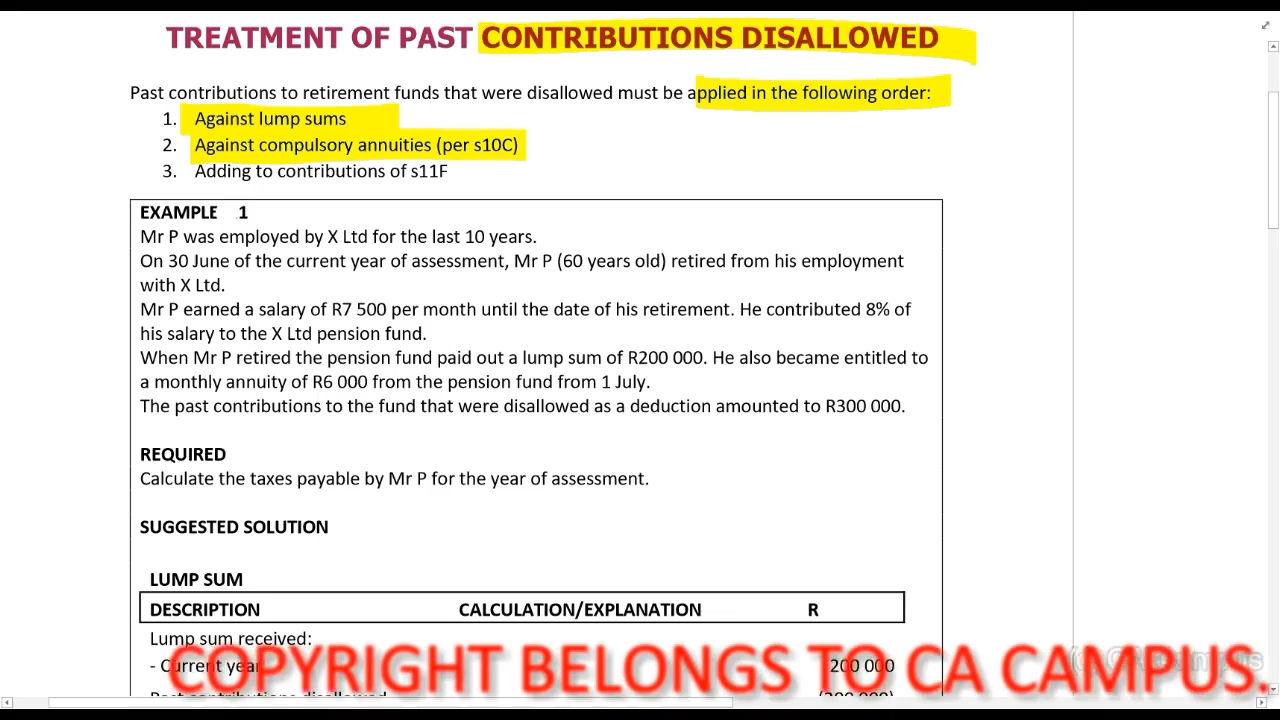 TREATMENT OF PAST CONTRIBUTIONS DISALLOWED
Past contributions to retirement funds that were disallowed must be applied in the following order:
1. Against lump sums
2. Against compulsory annuities (per s10C)
3. Adding to contributions of s11F
EXAMPLE 1
Mr P was employed by X Ltd for the last 10 years.
On 30 June of the current year of assessment, Mr P (60 years old) retired from his employment
with X Ltd.
Mr P earned a salary of R7 500 per month until the date of his retirement. He contributed 8% of
his salary to the X Ltd pension fund.
When Mr P retired the pension fund paid out a lump sum of R200 000. He also became entitled to
a monthly annuity of R6 000 from the pension fund from 1 July.
The past contributions to the fund that were disallowed as a deduction amounted to R300 000.
REQUIRED
Calculate the taxes payable by Mr P for the year of assessment.
SUGGESTED SOLUTION
LUMP SUM
DESCRIPTION CALCULATION/EXPLANATION R
Lump sum received:
- Current year 200 000
COPYRIGHT BELONGS TO CA CAMPUS.
Past contributions disallowed